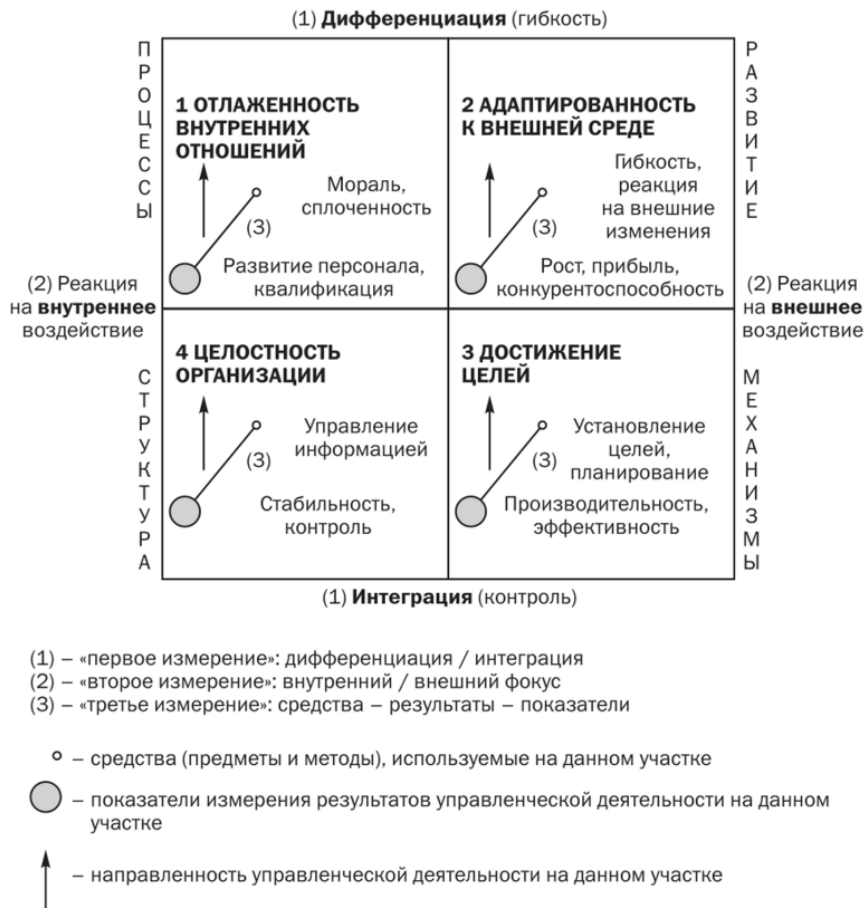 (1) Дифференциация (гибкость)
ПРОЦЕССЫ
РАЗВИТИЕ
1 ОТЛАЖЕННОСТЬ
ВНУТРЕННИХ
ОТНОШЕНИЙ
Мораль,
сплоченность
(3)
Развитие персонала,
квалификация
2 АДАПТИРОВАННОСТЬ
К ВНЕШНЕЙ СРЕДЕ
Гибкость,
реакция
на внешние
изменения
(3)
Рост, прибыль,
конкурентоспособность
(2) Реакция
на внутреннее
воздействие
(2) Реакция
на внешнее
воздействие
СТРУКТУРА
МЕХАНИЗМЫ
4 ЦЕЛОСТНОСТЬ
ОРГАНИЗАЦИИ
Управление
информацией
(3)
Стабильность,
контроль
3 ДОСТИЖЕНИЕ
ЦЕЛЕЙ
Установление
целей,
планирование
(3)
Производительность,
эффективность
(1) Интеграция (контроль)
(1) – «первое измерение»: дифференциация / интеграция
(2) – «второе измерение»: внутренний / внешний фокус
(3) – «третье измерение»: средства – результаты – показатели
– средства (предметы и методы), используемые на данном участке
– показатели измерения результатов управленческой деятельности на данном
участке
– направленность управленческой деятельности на данном участке